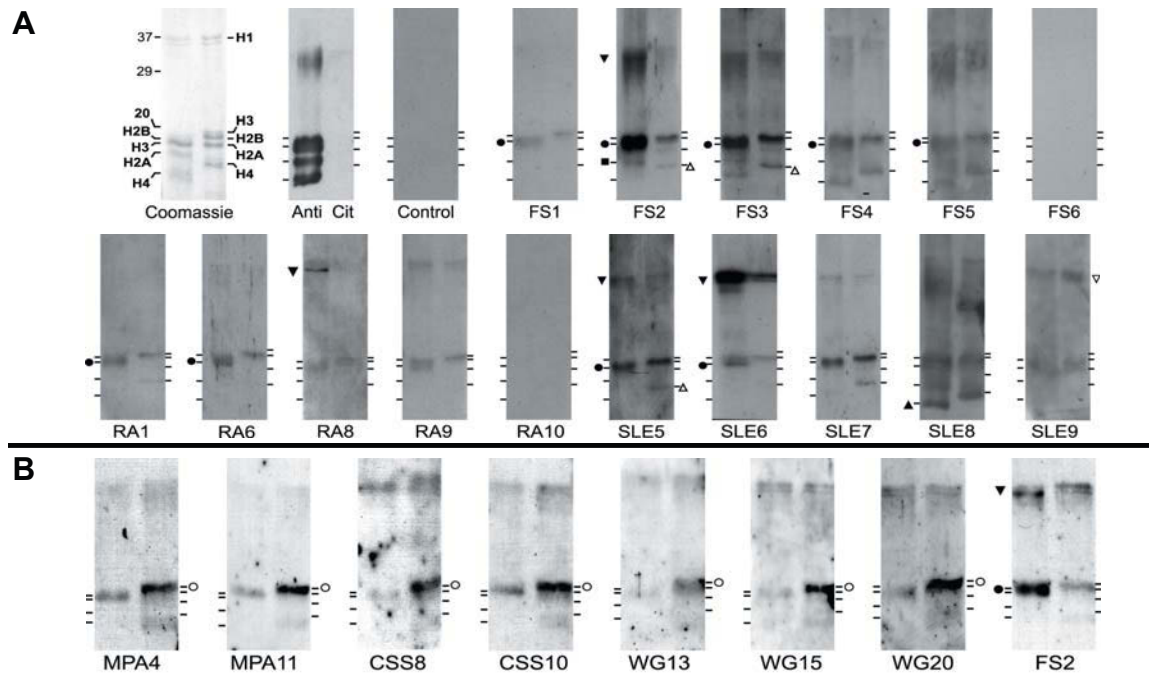 A
37 H1
29
20
H2B H3
H3 H2B
H2A H2A
H4 H4
Coomassie Anti Cit Control FS1 FS2 FS3 FS4 FS5 FS6
RA1 RA6 RA8 RA9 RA10 SLE5 SLE6 SLE7 SLE8 SLE9
B
MPA4 MPA11 CSS8 CSS10 WG13 WG15 WG20 FS2